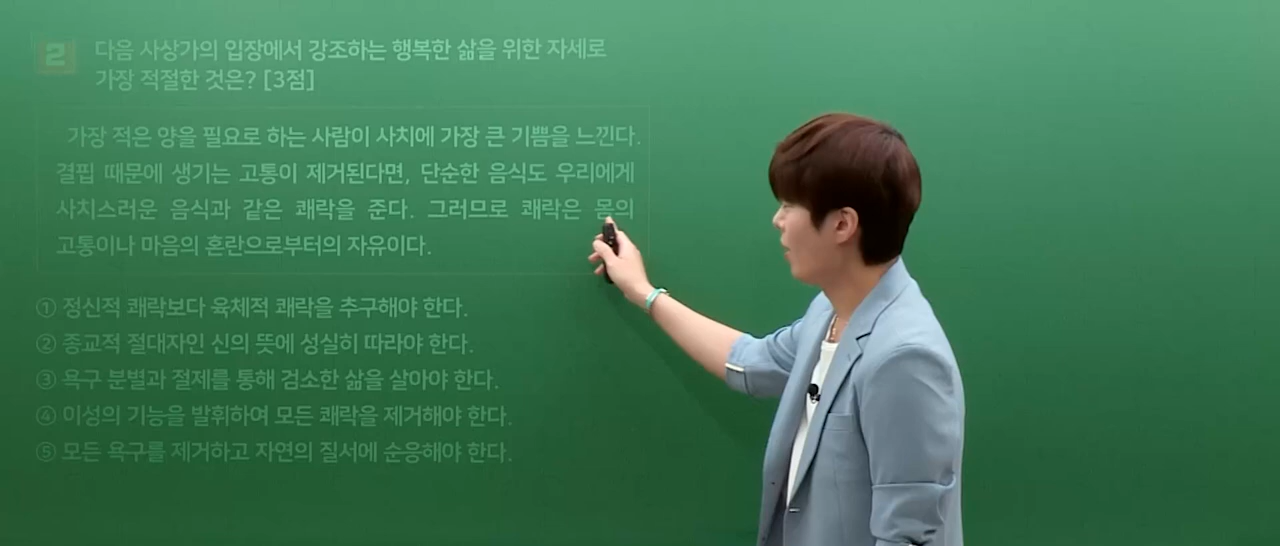 2 다음 사상가의 입장에서 강조하는 행복한 삶을 위한 자세로
가장 적절한 것은? [3점]
가장 적은 양을 필요로 하는 사람이 사치에 가장 큰 기쁨을 느낀다.
결핍 때문에 생기는 고통이 제거된다면, 단순한 음식도 우리에게
사치스러운 음식과 같은 쾌락을 준다. 그러므로 쾌락은 몸의
고통이나 마음의 혼란으로부터의 자유이다.
① 정신적 쾌락보다 육체적 쾌락을 추구해야 한다.
② 종교적 절대자인 신의 뜻에 성실히 따라야 한다.
③ 욕구 분별과 절제를 통해 검소한 삶을 살아야 한다.
④ 이성의 기능을 발휘하여 모든 쾌락을 제거해야 한다.
⑤ 모든 욕구를 제거하고 자연의 질서에 순응해야 한다.